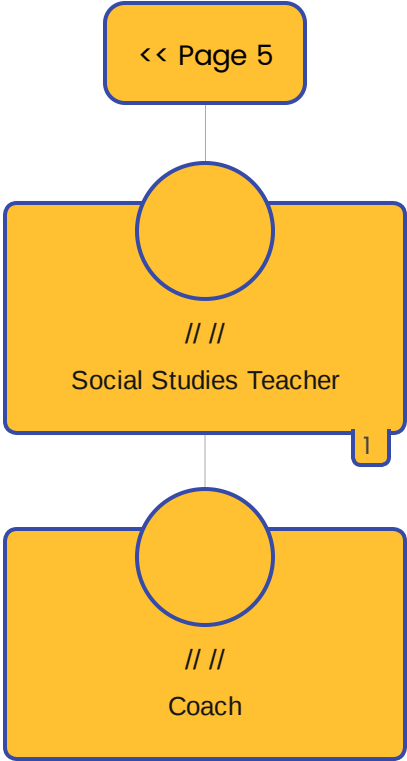 << Page 5
// //
Social Studies Teacher
1
// //
Coach